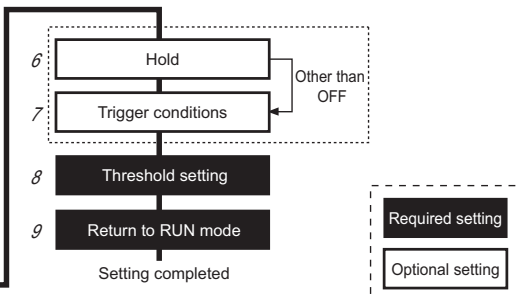 6
Hold
Other than
OFF
7
Trigger conditions
8
Threshold setting
9
Return to RUN mode
Setting completed
Required setting
Optional setting